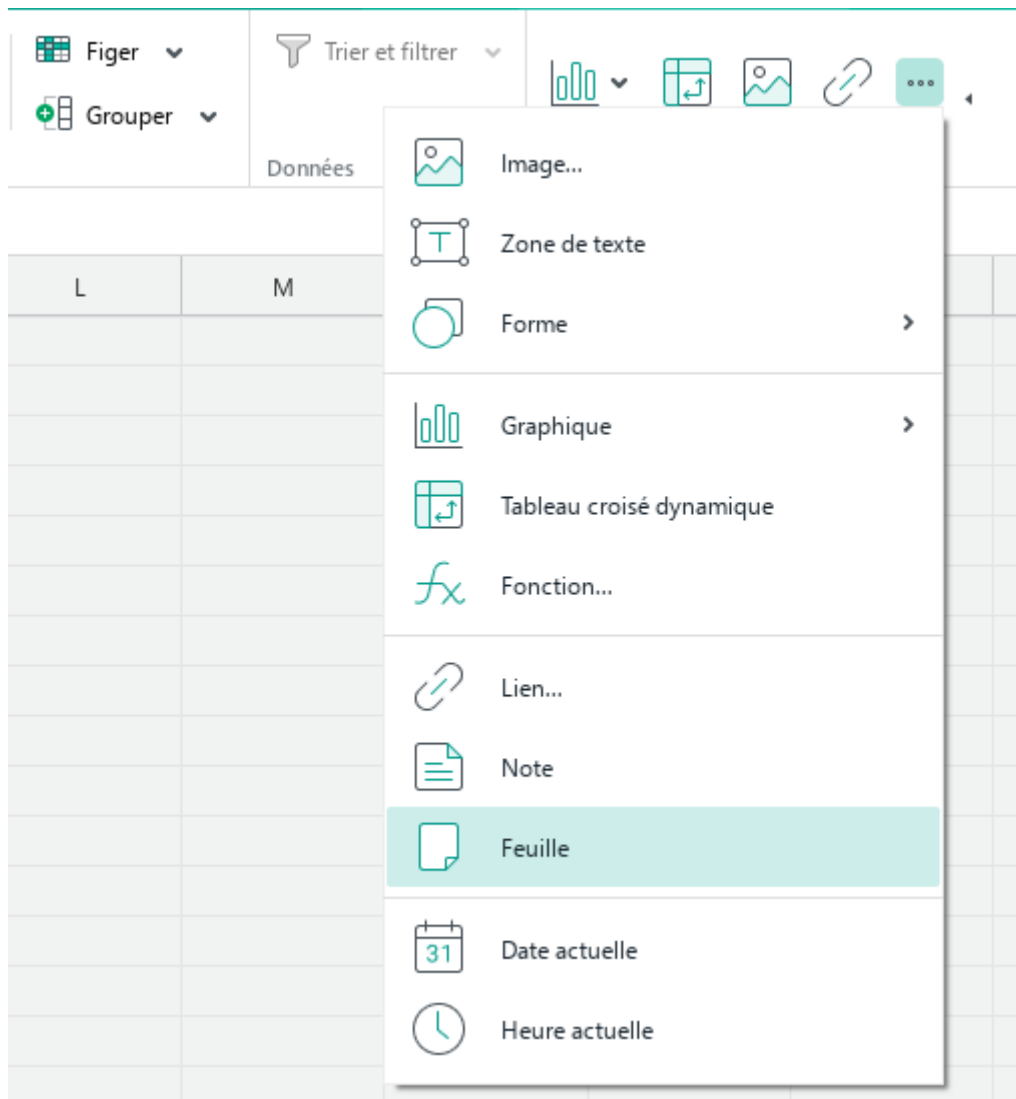 Figer
Trier et filtrer
Grouper
Données
L
M
Image...
Zone de texte
Forme
Graphique
Tableau croisé dynamique
Fonction...
Lien...
Note
Feuille
31
Date actuelle
Heure actuelle